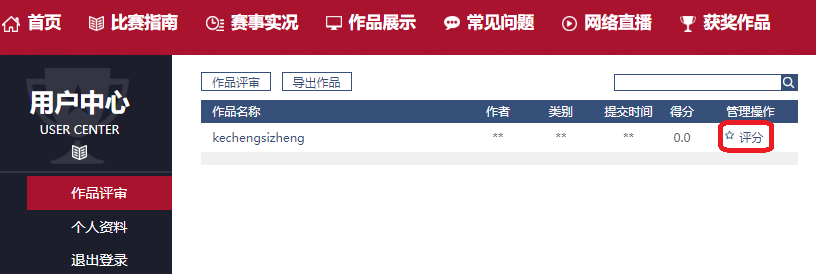 首页 比赛指南 赛事实况 作品展示 常见问题 网络直播 获奖作品
用户中心
USER CENTER
作品评审
个人资料
退出登录
作品评审 导出作品
作品名称 作者 类别 提交时间 得分 管理操作
kechengsizheng ** ** ** 0.0 评分